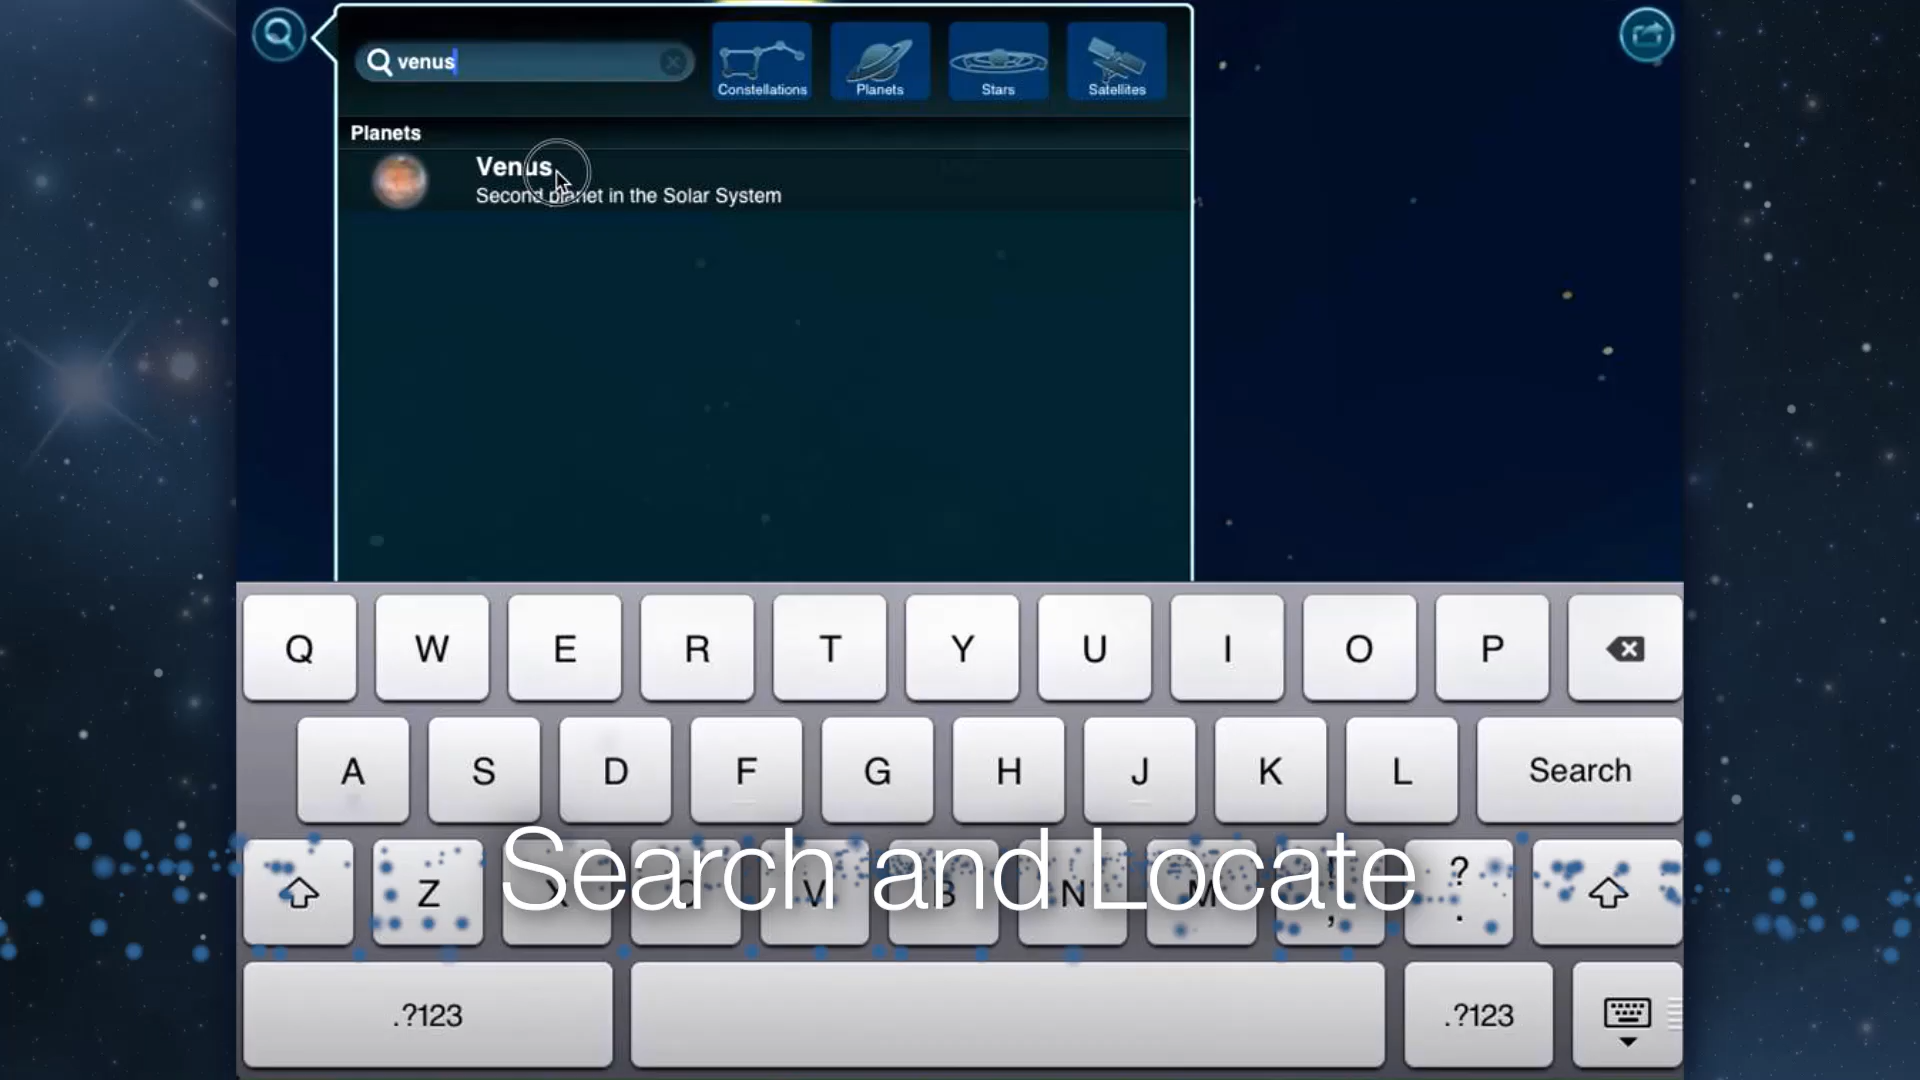 venus
Constellations
Planets
Stars
Satellites
Planets
Venus
Second planet in the Solar System
Q W E R T Y U I O P
A S D F G H J K L Search
Search and Locate
Z X C V B N M ! , ? .
.?123 .?123